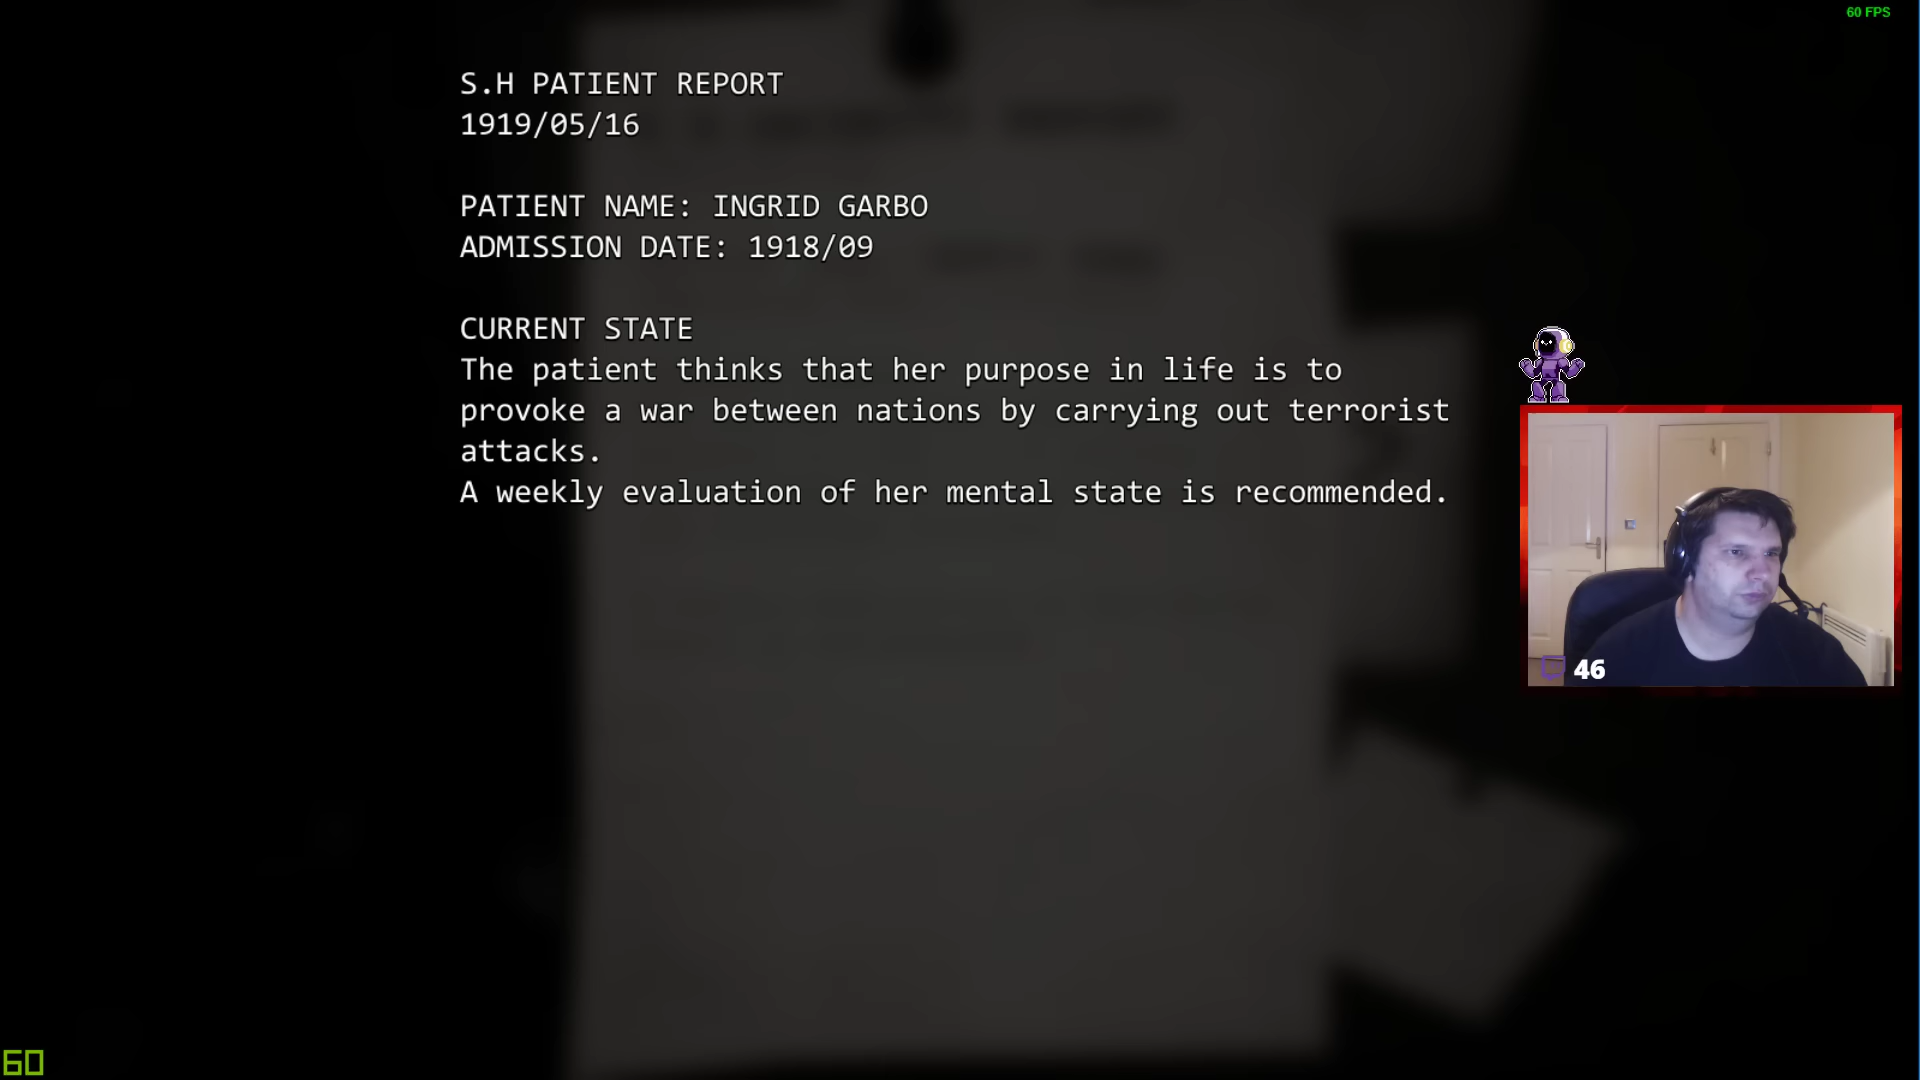 60 FPS
S.H PATIENT REPORT
1919/05/16
PATIENT NAME: INGRID GARBO
ADMISSION DATE: 1918/09
CURRENT STATE
The patient thinks that her purpose in life is to
provoke a war between nations by carrying out terrorist
attacks.
A weekly evaluation of her mental state is recommended.
46
60